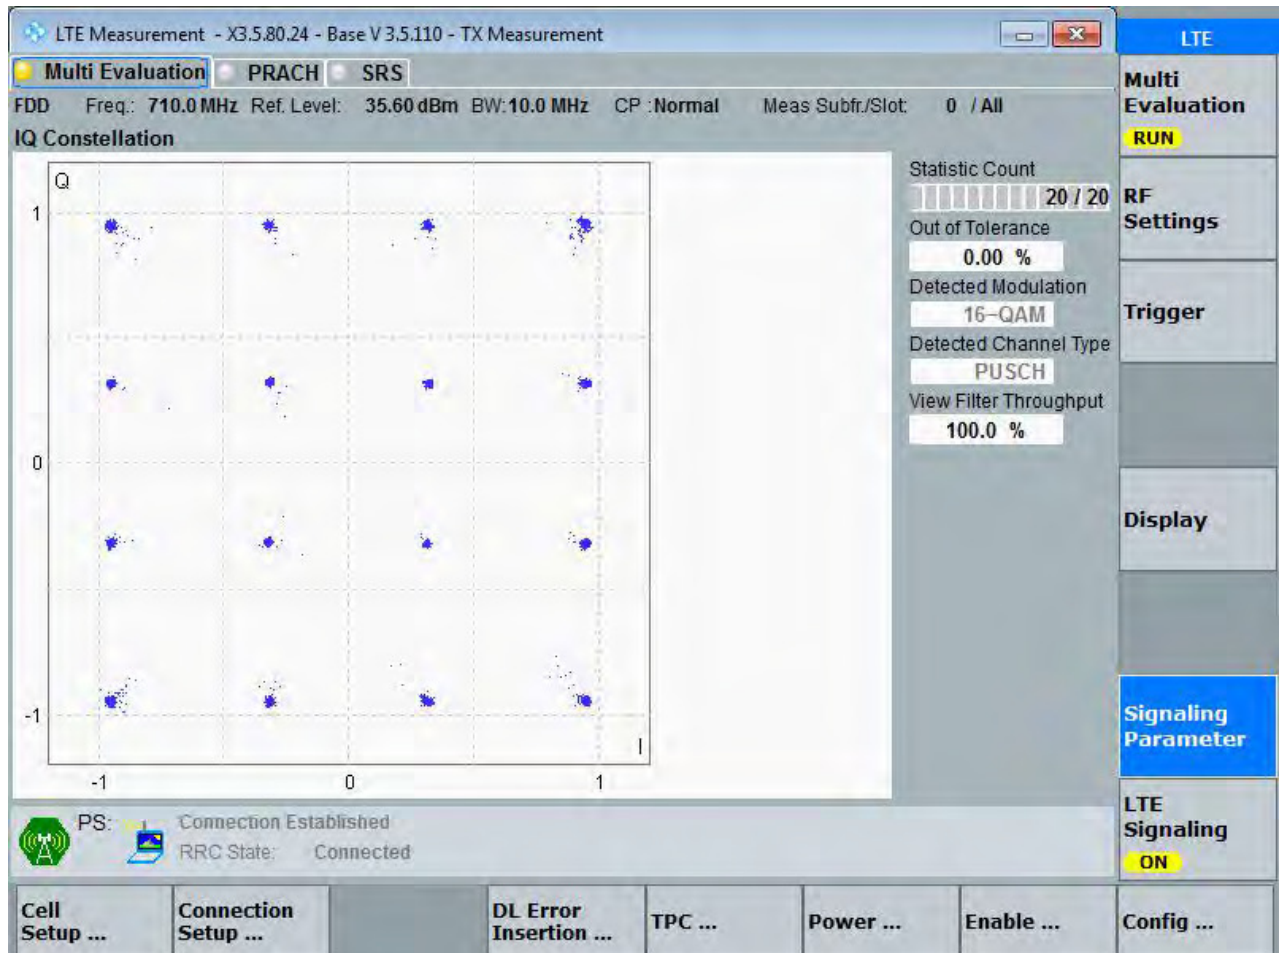 LTE Measurement - X3.5.80.24 - Base V 3.5.110 - TX Measurement
LTE
Multi Evaluation PRACH SRS
FDD Freq.: 710.0 MHz Ref. Level: 35.60 dBm BW: 10.0 MHz CP : Normal Meas Subfr./Slot: 0 / All
IQ Constellation
Q
1
0
-1
-1 0 1
I
Statistic Count
20 / 20
Out of Tolerance
0.00 %
Detected Modulation
16-QAM
Detected Channel Type
PUSCH
View Filter Throughput
100.0 %
Multi
Evaluation
RUN
RF
Settings
Trigger
Display
Signaling
Parameter
LTE
Signaling
ON
PS: Connection Established
RRC State: Connected
Cell
Setup ...
Connection
Setup ...
DL Error
Insertion ...
TPC ...
Power ...
Enable ...
Config ...